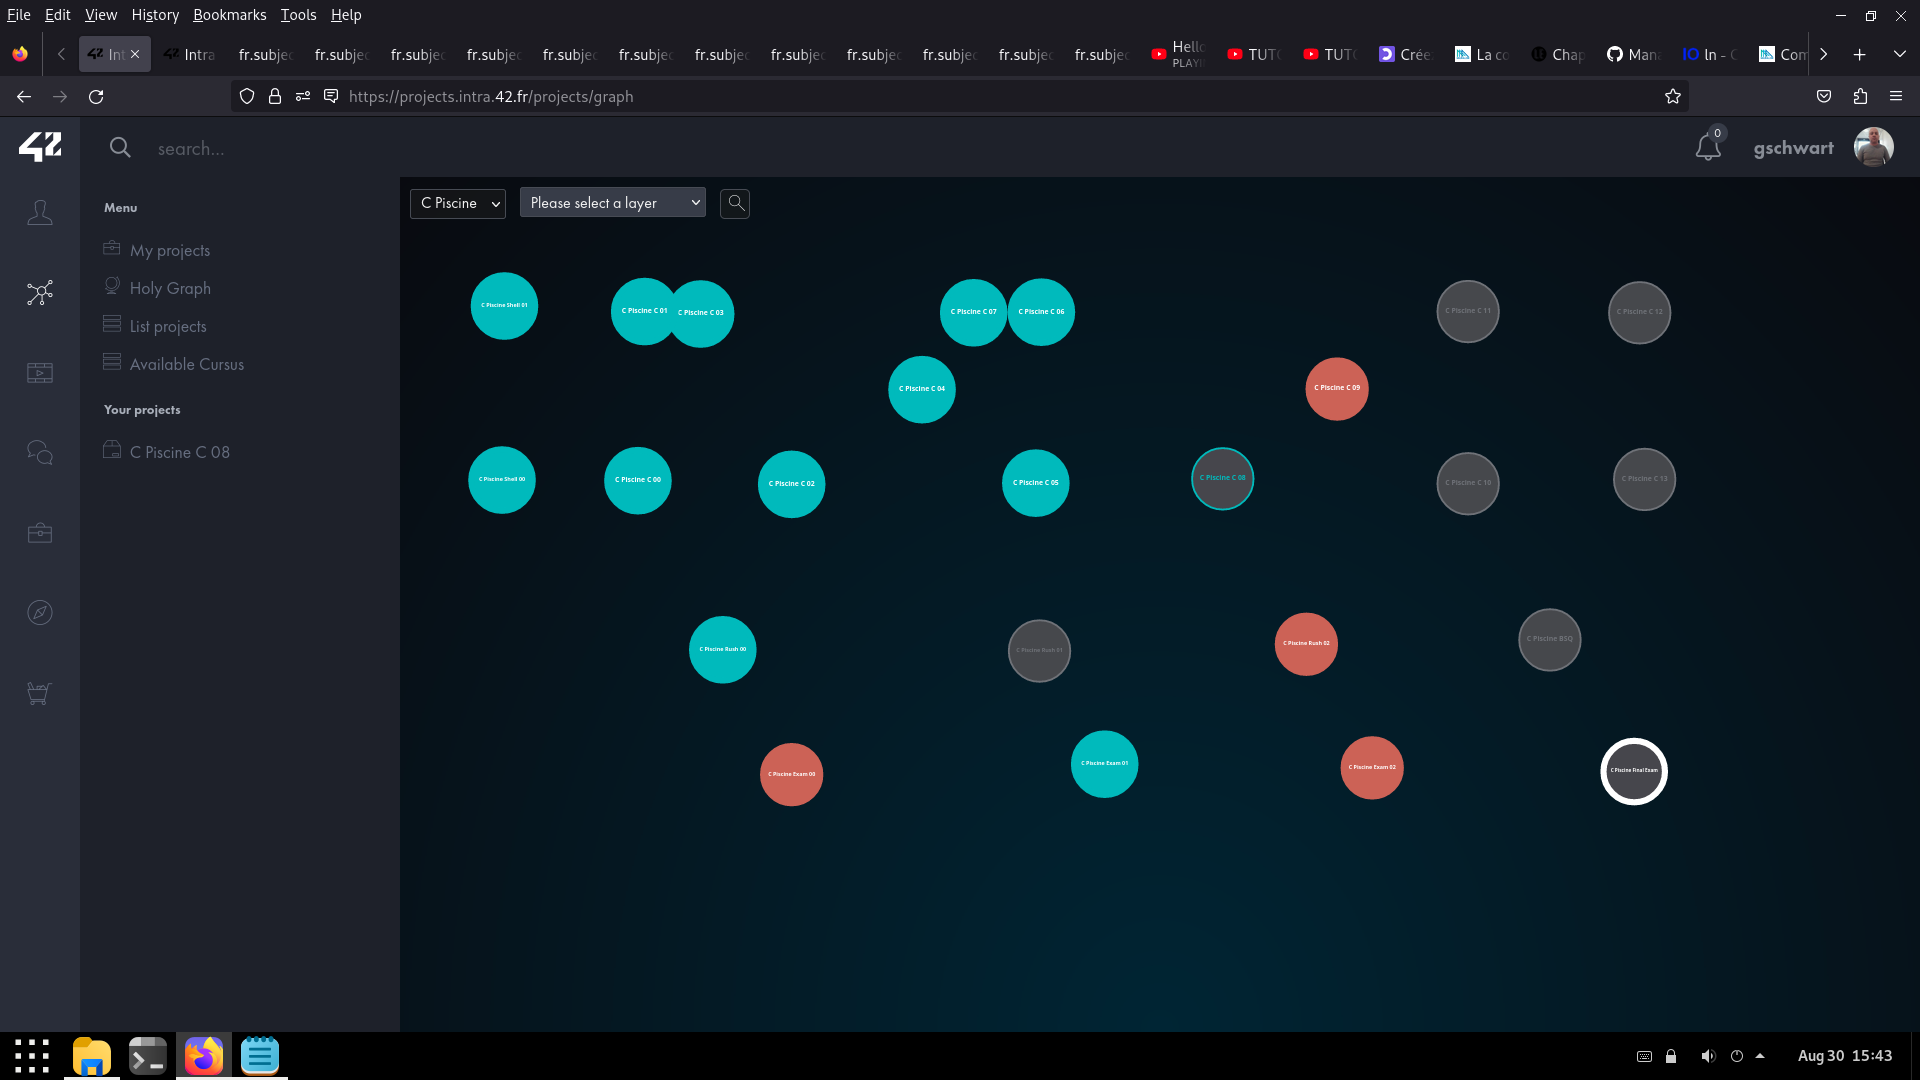 File Edit View History Bookmarks Tools Help
Int
Intra
fr.subjec
fr.subjec
fr.subjec
fr.subjec
fr.subjec
fr.subjec
fr.subjec
fr.subjec
fr.subjec
fr.subjec
fr.subjec
fr.subjec
Hello
PLAYI
TUTO
TUTO
Crée
La co
Chap
Man
IO In - C
Com
https://projects.intra.42.fr/projects/graph
42
search...
0
gschwart
Menu
My projects
Holy Graph
List projects
Available Cursus
Your projects
C Piscine C 08
C Piscine
Please select a layer
C Piscine Shell 01
C Piscine C 01
C Piscine C 03
C Piscine C 07
C Piscine C 06
C Piscine C 11
C Piscine C 12
C Piscine C 04
C Piscine C 09
C Piscine Shell 00
C Piscine C 00
C Piscine C 02
C Piscine C 05
C Piscine C 08
C Piscine C 10
C Piscine C 13
C Piscine Rush 00
C Piscine Rush 01
C Piscine Rush 02
C Piscine BSQ
C Piscine Exam 00
C Piscine Exam 01
C Piscine Exam 02
C Piscine Final Exam
Aug 30 15:43